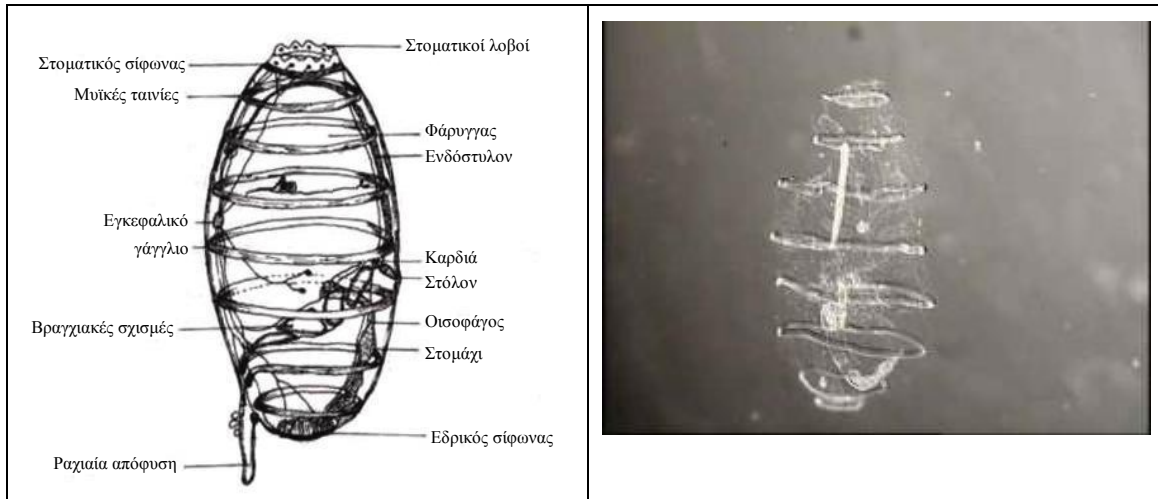 Στοματικοί λοβοί
Στοματικός σίφωνας
Μυϊκές ταινίες
Φάρυγγας
Ενδόστυλον
Εγκεφαλικό
γάγγλιο
Καρδιά
Στόλον
Οισοφάγος
Βραγχιακές σχισμές
Στομάχι
Εδρικός σίφωνας
Ραχιαία απόφυση